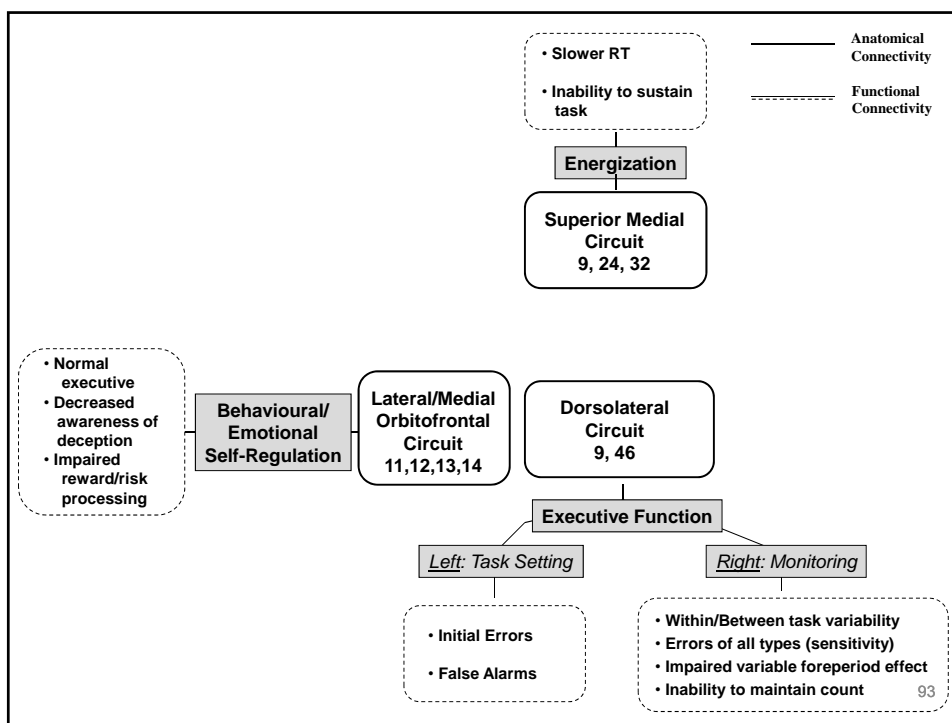 • Slower RT
• Inability to sustain
task
Anatomical
Connectivity
Functional
Connectivity
Energization
Superior Medial
Circuit
9, 24, 32
• Normal
executive
• Decreased
awareness of
deception
• Impaired
reward/risk
processing
Behavioural/
Emotional
Self-Regulation
Lateral/Medial
Orbitofrontal
Circuit
11,12,13,14
Dorsolateral
Circuit
9, 46
Executive Function
Left: Task Setting
Right: Monitoring
• Initial Errors
• False Alarms
• Within/Between task variability
• Errors of all types (sensitivity)
• Impaired variable foreperiod effect
• Inability to maintain count
93